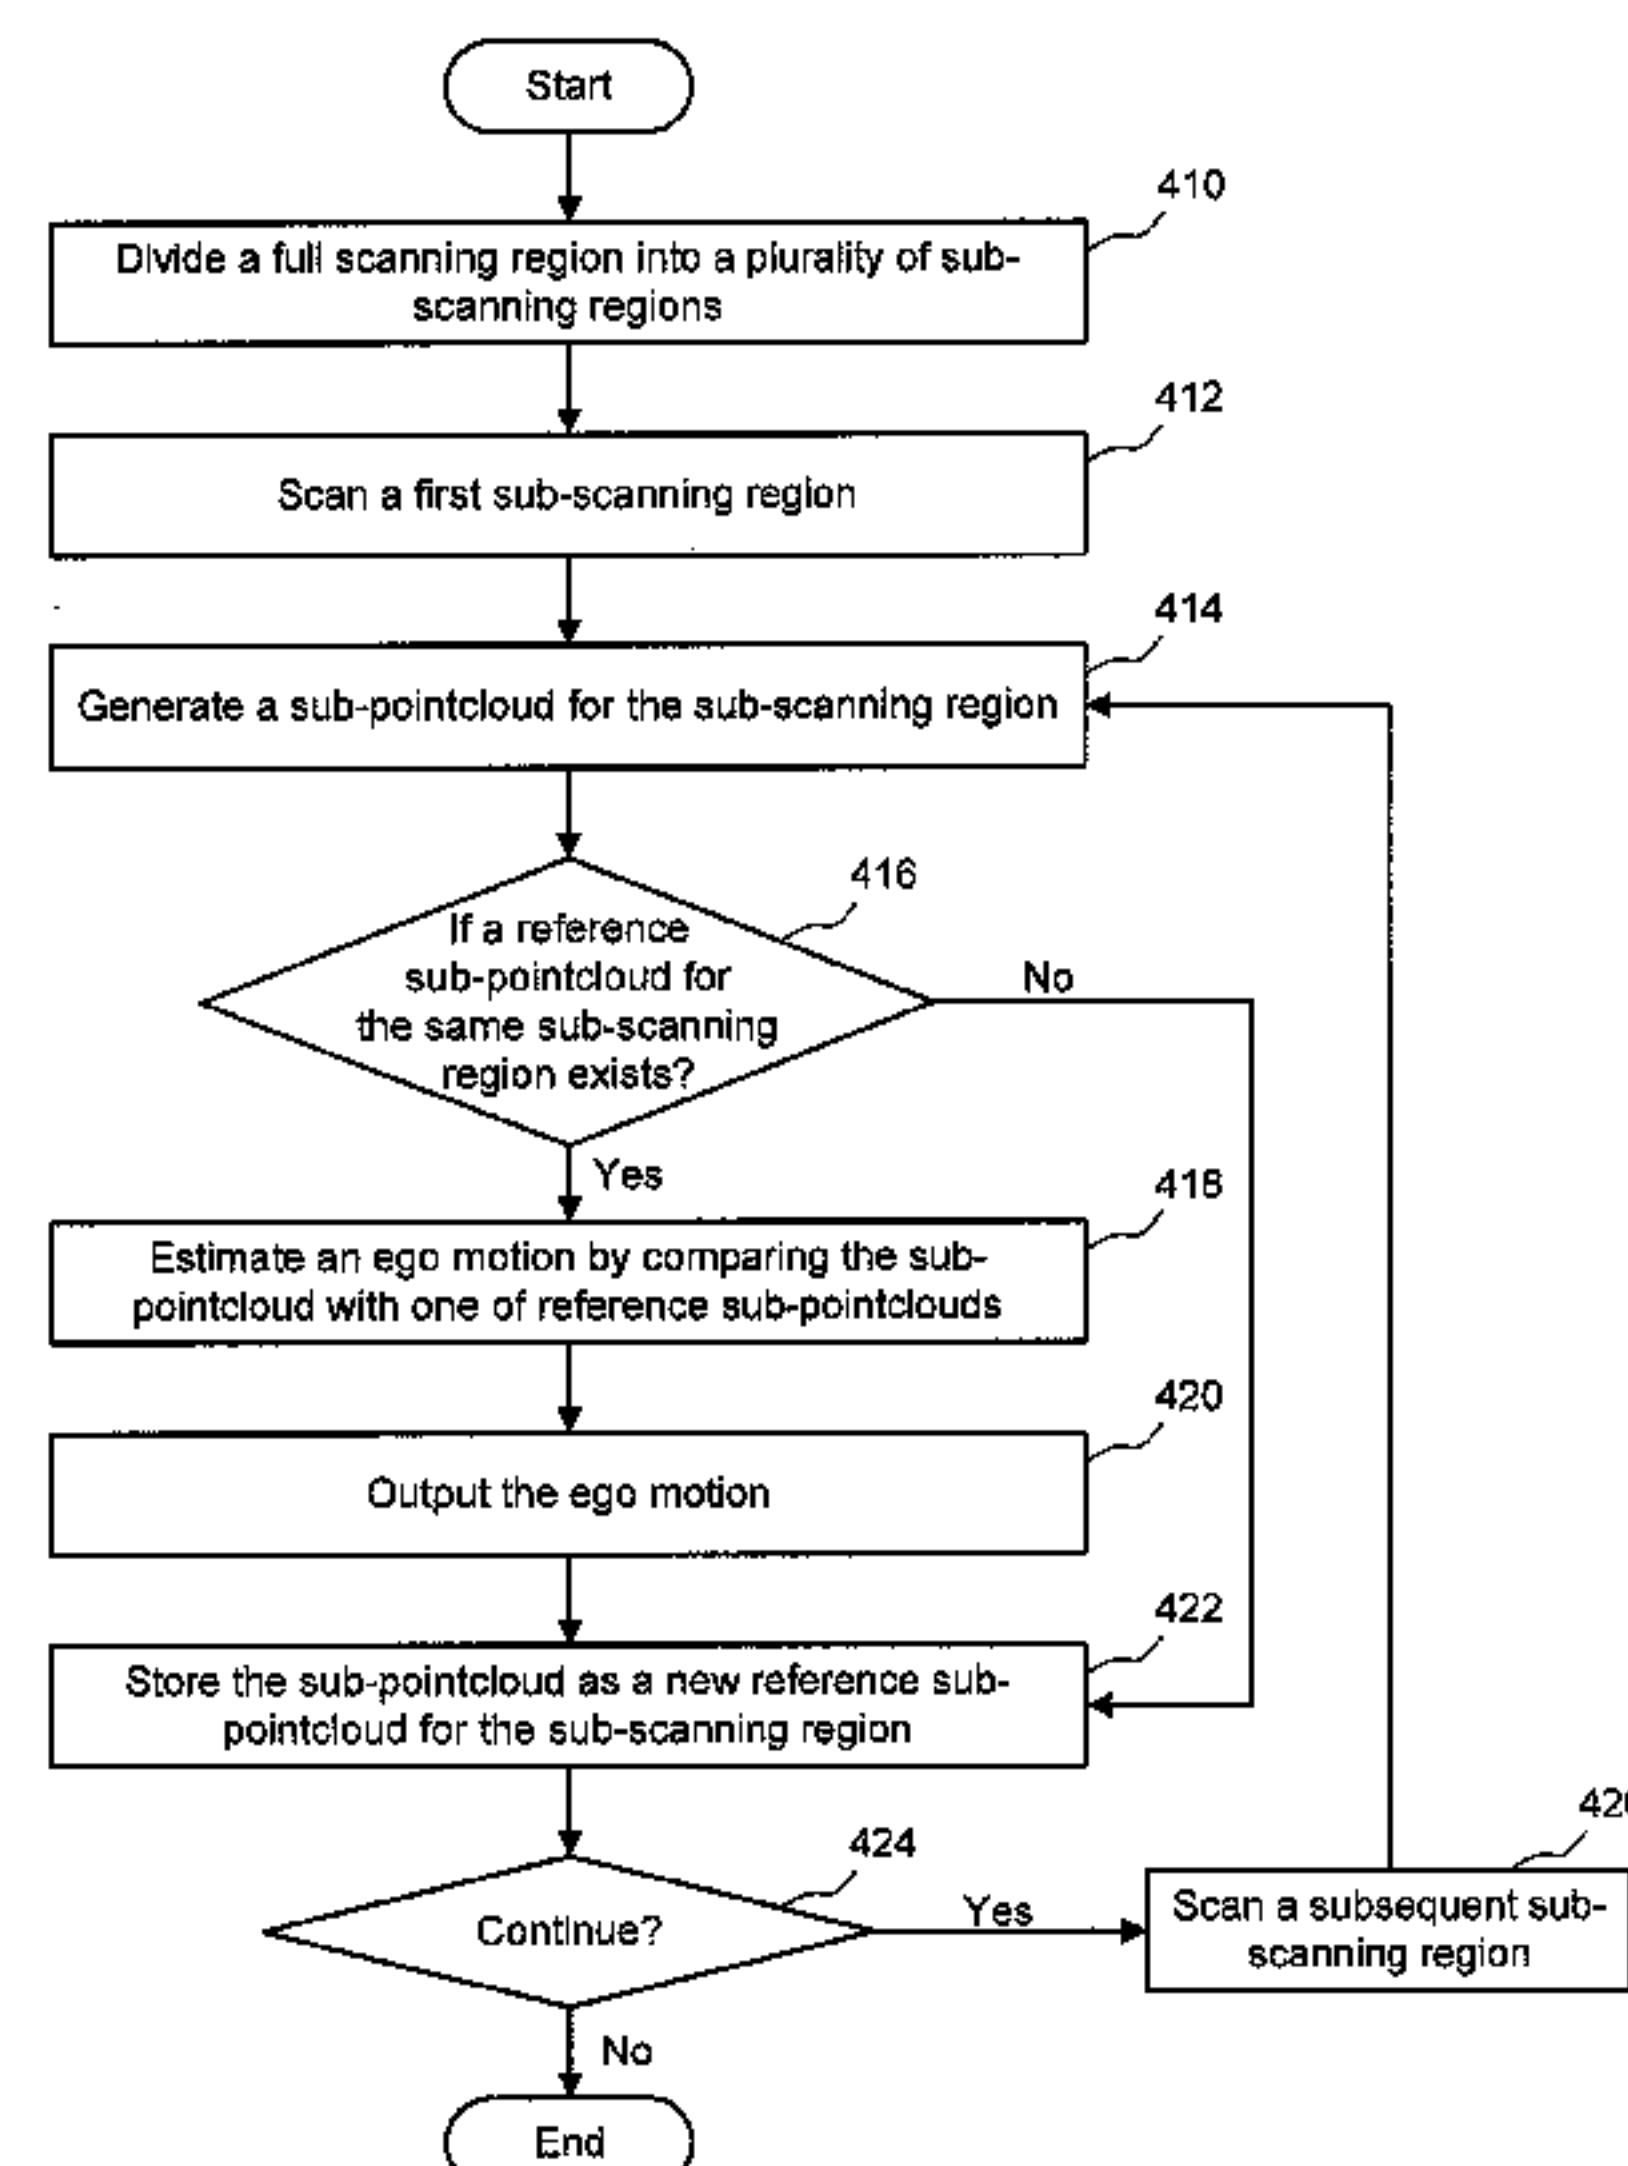 Start
410
Divide a full scanning region into a plurality of sub-
scanning regions
412
Scan a first sub-scanning region
414
Generate a sub-pointcloud for the sub-scanning region
416
If a reference
sub-pointcloud for
the same sub-scanning
region exists?
No
Yes
418
Estimate an ego motion by comparing the sub-
pointcloud with one of reference sub-pointclouds
420
Output the ego motion
422
Store the sub-pointcloud as a new reference sub-
pointcloud for the sub-scanning region
424
Continue?
Yes
Scan a subsequent sub-
scanning region
No
End